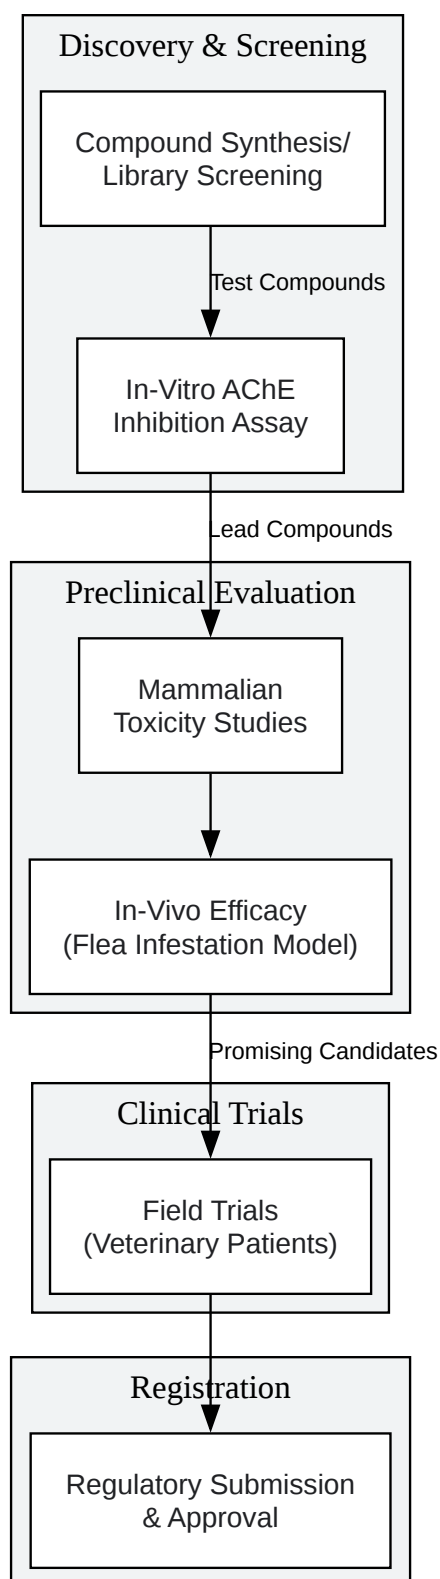 Discovery & Screening
Compound Synthesis/
Library Screening
Test Compounds
In-Vitro AChE
Inhibition Assay
Lead Compounds
Preclinical Evaluation
Mammalian
Toxicity Studies
In-Vivo Efficacy
(Flea Infestation Model)
Promising Candidates
Clinical Trials
Field Trials
(Veterinary Patients)
Registration
Regulatory Submission
& Approval